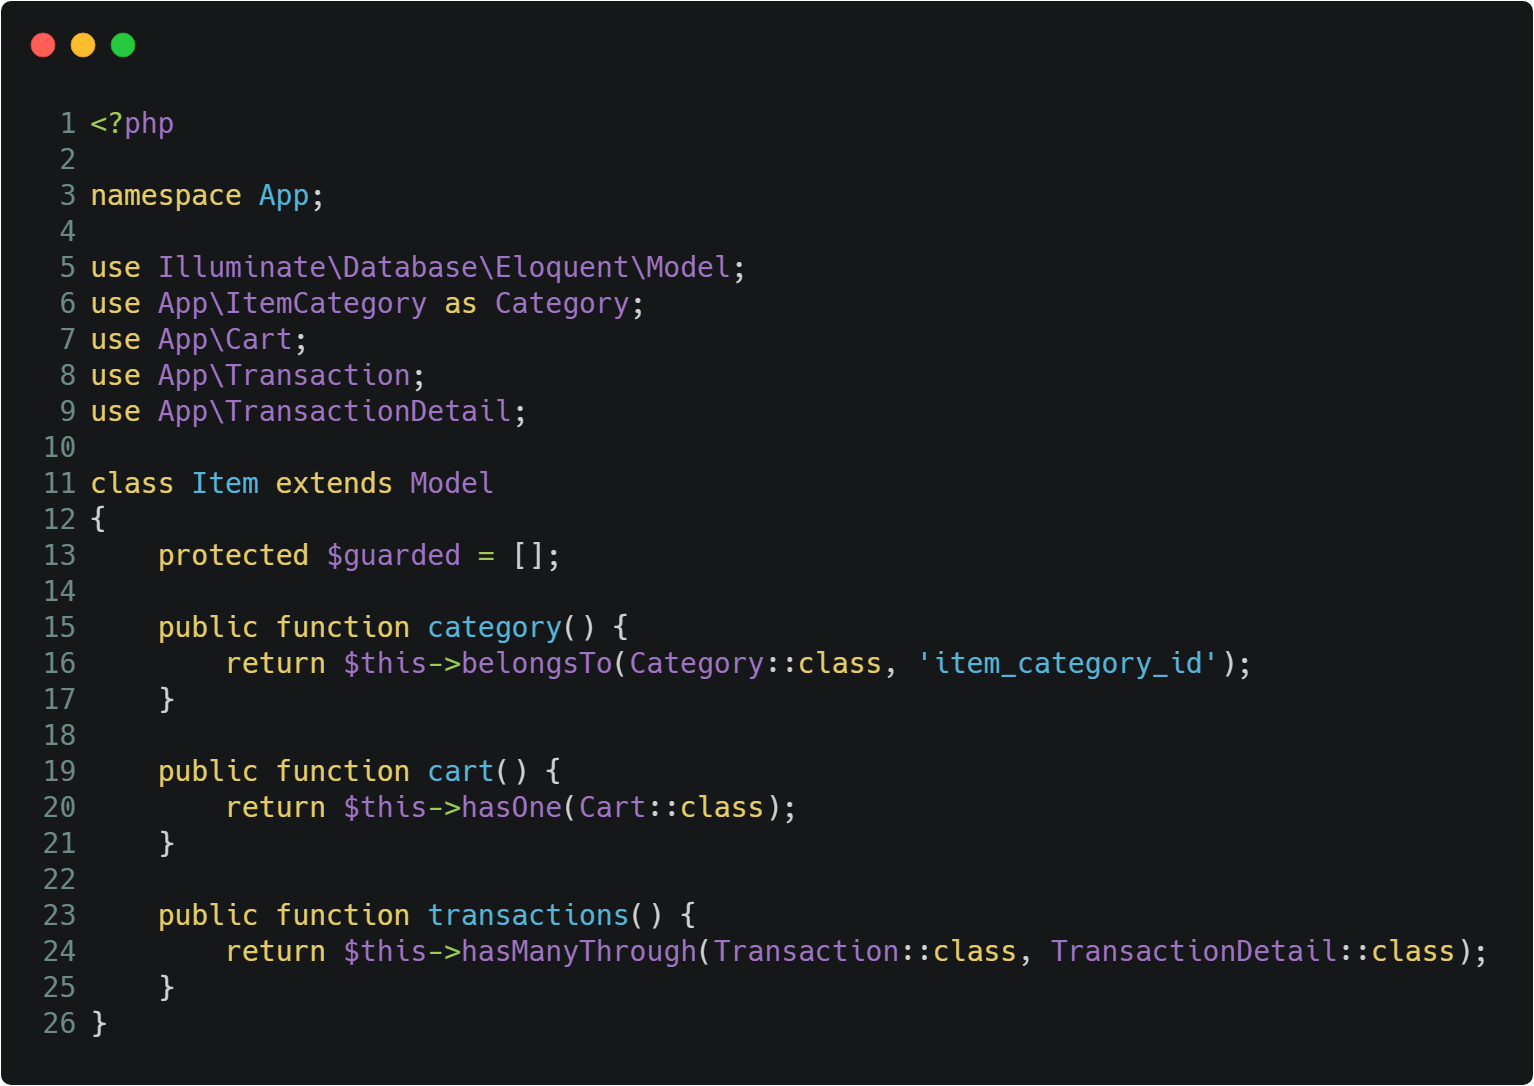 1 <?php
2
3 namespace App;
4
5 use Illuminate\Database\Eloquent\Model;
6 use App\ItemCategory as Category;
7 use App\Cart;
8 use App\Transaction;
9 use App\TransactionDetail;
10
11 class Item extends Model
12 {
13     protected $guarded = [];
14
15     public function category() {
16         return $this->belongsTo(Category::class, 'item_category_id');
17     }
18
19     public function cart() {
20         return $this->hasOne(Cart::class);
21     }
22
23     public function transactions() {
24         return $this->hasManyThrough(Transaction::class, TransactionDetail::class);
25     }
26 }